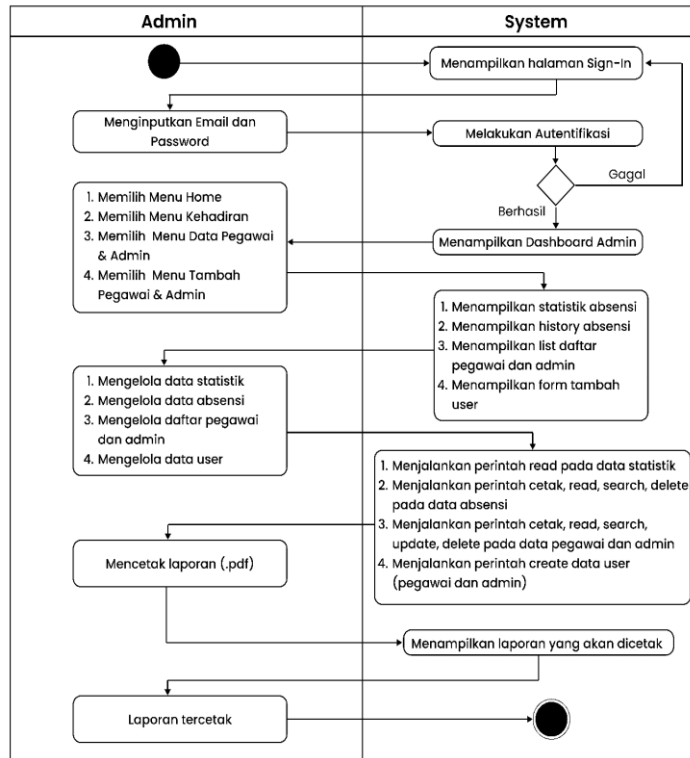 Admin
System
Menampilkan halaman Sign-In
Menginputkan Email dan
Password
Melakukan Autentifikasi
Gagal
Berhasil
Menampilkan Dashboard Admin
1. Memilih Menu Home
2. Memilih Menu Kehadiran
3. Memilih Menu Data Pegawai
& Admin
4. Memilih Menu Tambah
Pegawai & Admin
1. Menampilkan statistik absensi
2. Menampilkan history absensi
3. Menampilkan list daftar
pegawai dan admin
4. Menampilkan form tambah
user
1. Mengelola data statistik
2. Mengelola data absensi
3. Mengelola daftar pegawai
dan admin
4. Mengelola data user
1. Menjalankan perintah read pada data statistik
2. Menjalankan perintah cetak, read, search, delete
pada data absensi
3. Menjalankan perintah cetak, read, search,
update, delete pada data pegawai dan admin
4. Menjalankan perintah create data user
(pegawai dan admin)
Mencetak laporan (.pdf)
Menampilkan laporan yang akan dicetak
Laporan tercetak